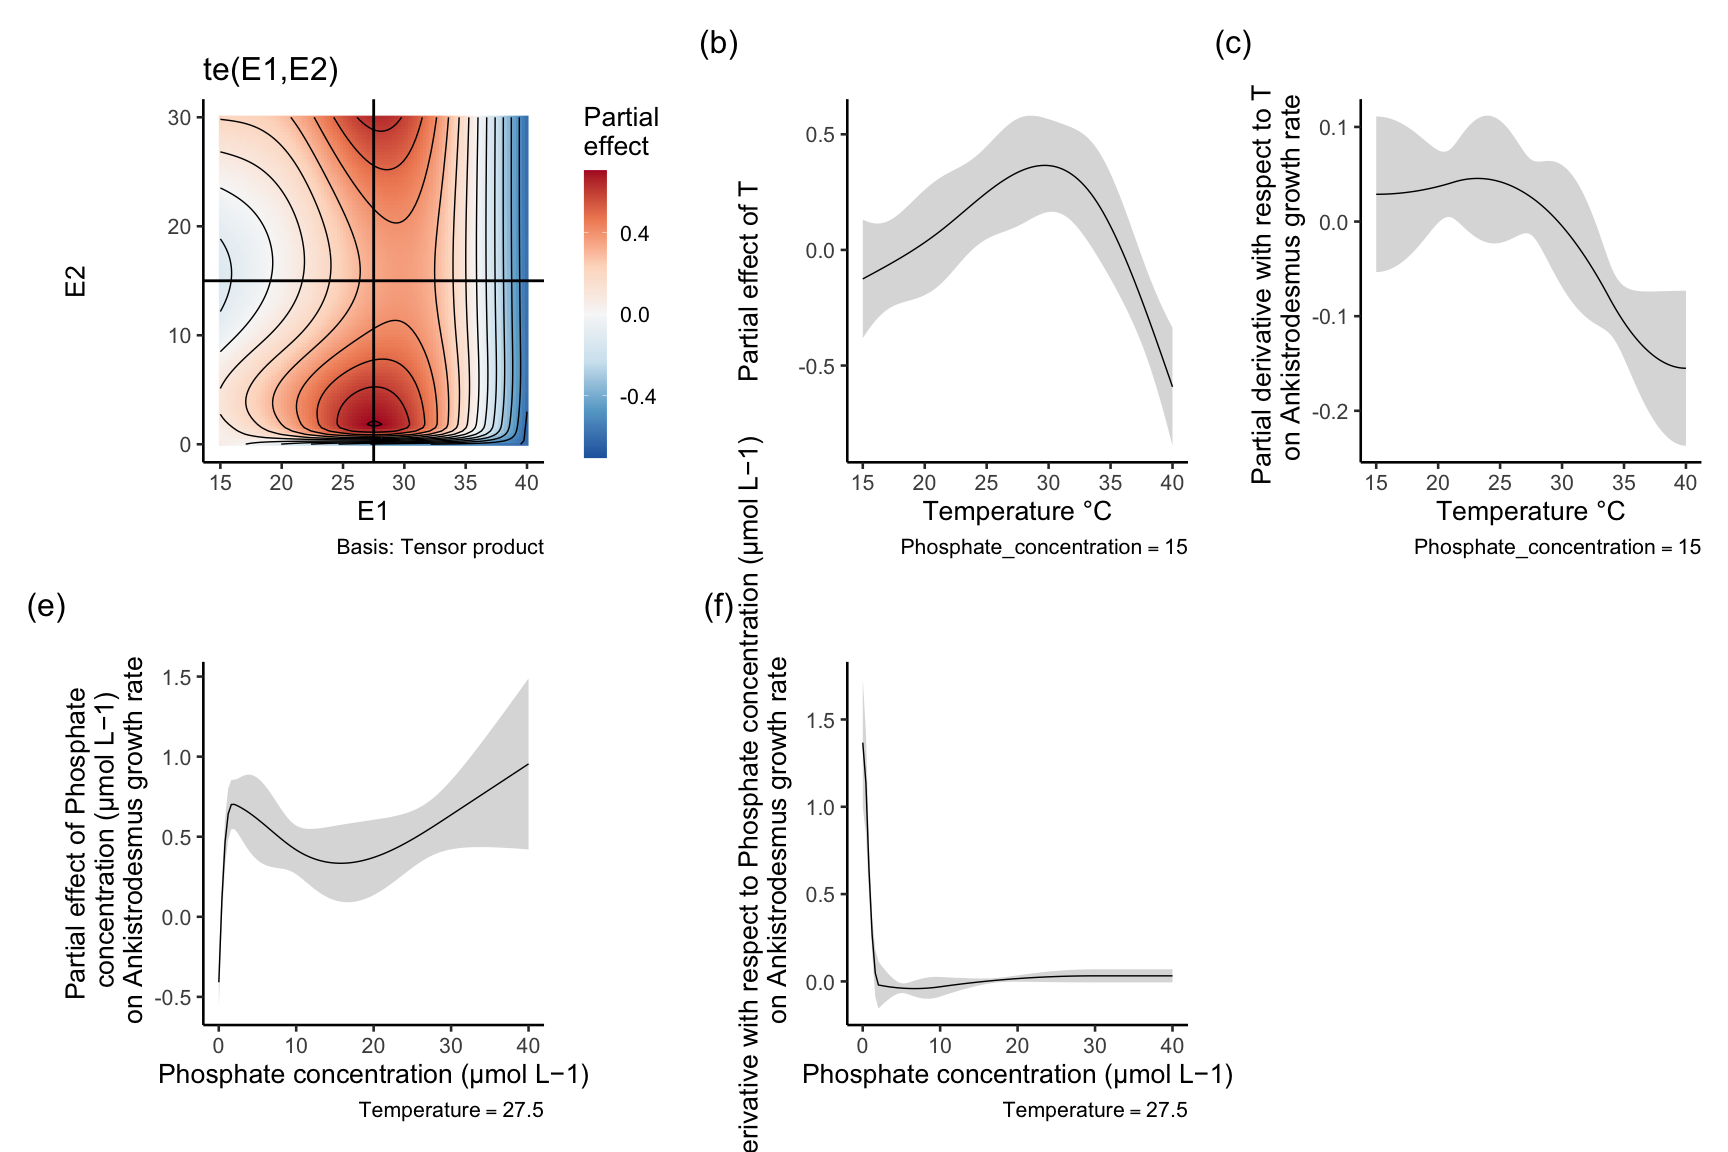 te(E1,E2)
E2
30
20
10
0
15
20
25
30
35
40
E1
Basis: Tensor product
Partial
effect
0.4
0.0
-0.4
(b)
Partial effect of T
0.5
0.0
-0.5
15
20
25
30
35
40
Temperature °C
Phosphate_concentration = 15
(c)
Partial derivative with respect to T
on Ankistrodesmus growth rate
0.1
0.0
-0.1
-0.2
15
20
25
30
35
40
Temperature °C
Phosphate_concentration = 15
(e)
Partial effect of Phosphate
concentration (µmol L−1)
on Ankistrodesmus growth rate
1.5
1.0
0.5
0.0
-0.5
0
10
20
30
40
Phosphate concentration (µmol L−1)
Temperature = 27.5
(f)
erivative with respect to Phosphate concentration (µmol L−1)
on Ankistrodesmus growth rate
1.5
1.0
0.5
0.0
0
10
20
30
40
Phosphate concentration (µmol L−1)
Temperature = 27.5